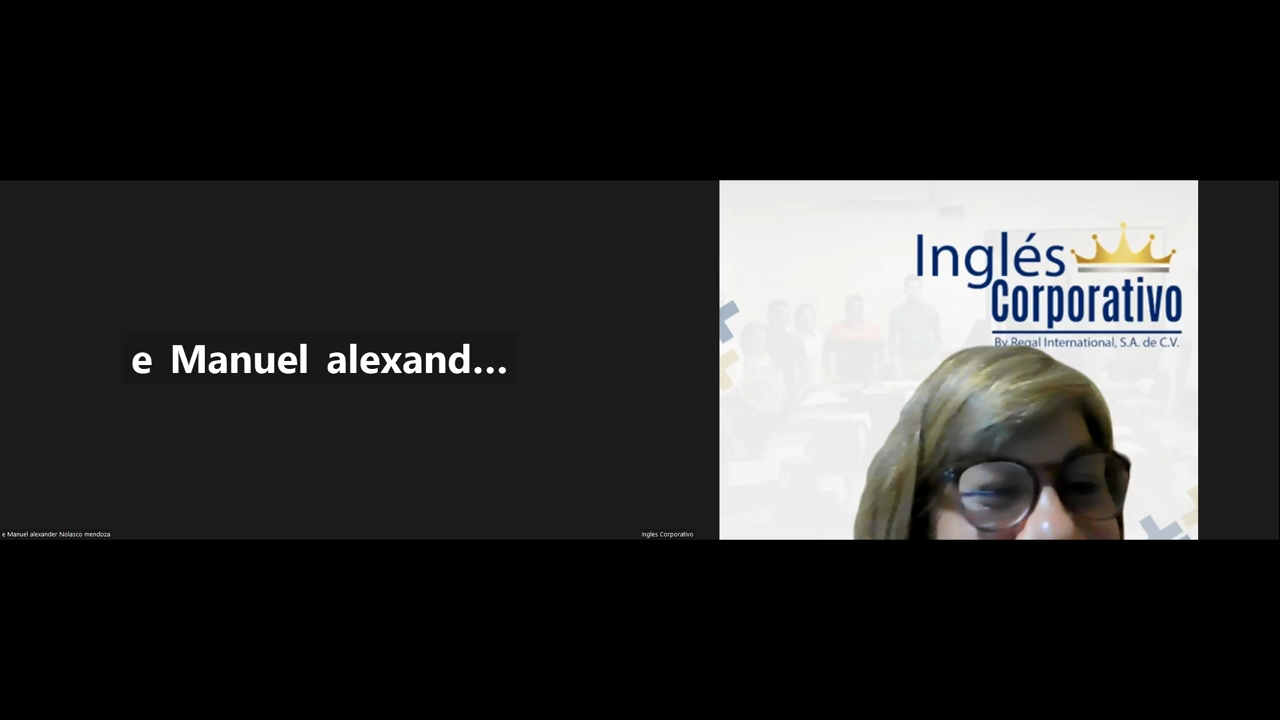 e Manuel alexand...
e Manuel alexander Nolasco mendoza
Ingles Corporativo
Inglés
Corporativo
By Regal International, S.A. de C.V.